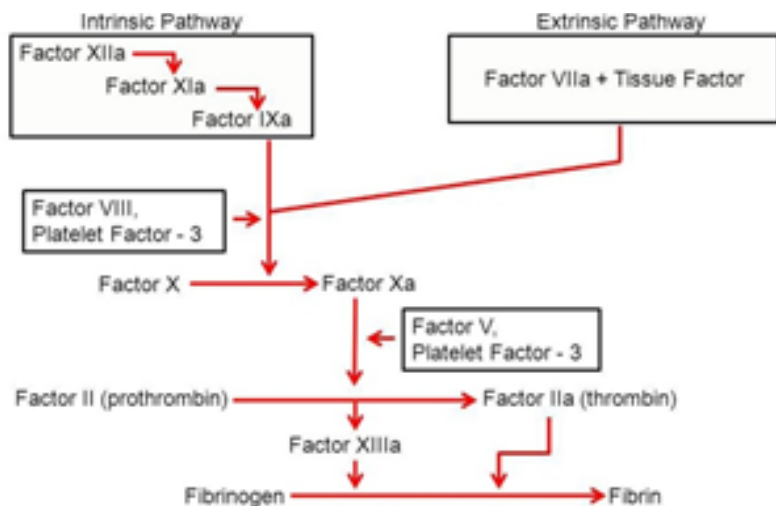 Intrinsic Pathway
Extrinsic Pathway
Factor XIIa
Factor XIa
Factor IXa
Factor VIIa + Tissue Factor
Factor VIII,
Platelet Factor - 3
Factor X
Factor Xa
Factor V,
Platelet Factor - 3
Factor II (prothrombin)
Factor IIa (thrombin)
Factor XIIIa
Fibrinogen
Fibrin